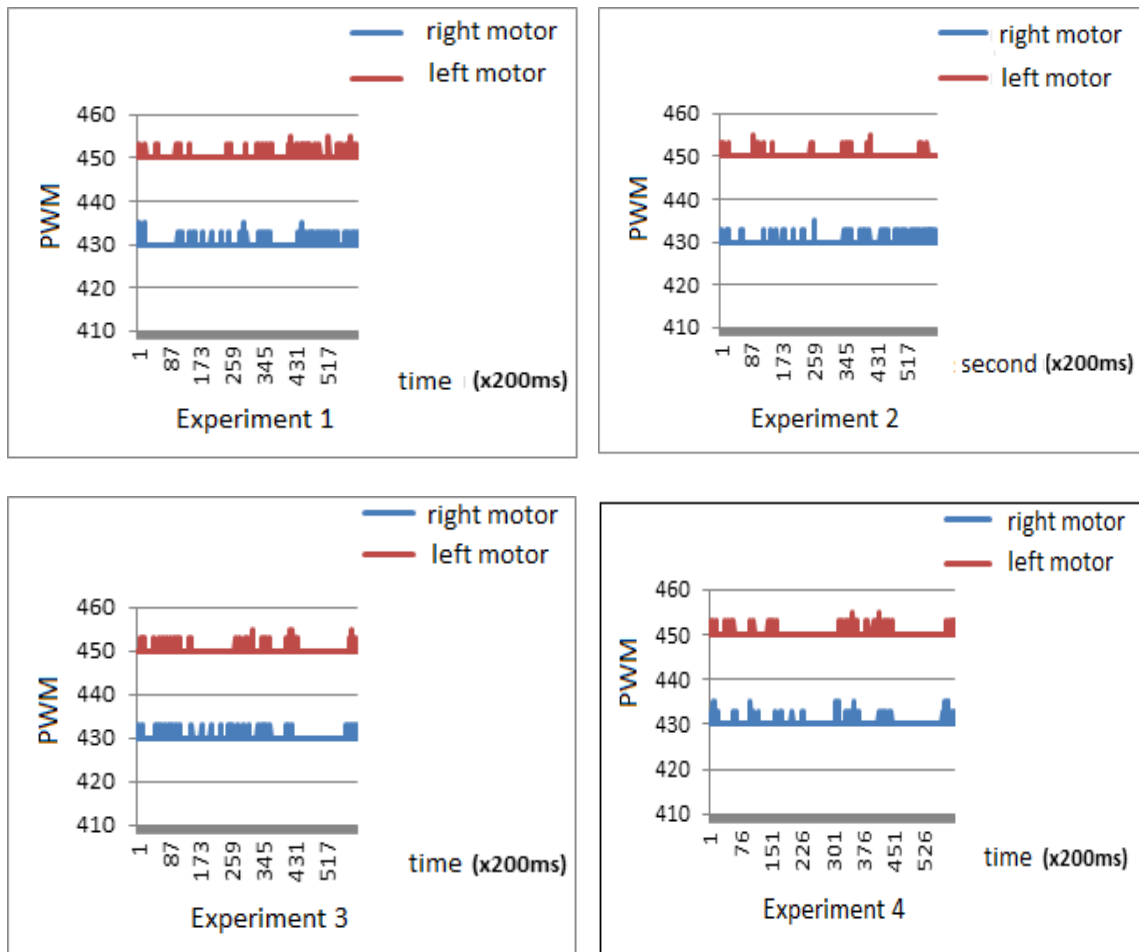 right motor
left motor
460
450
440
430
420
410
PWM
1
87
173
259
345
431
517
time (x200ms)
Experiment 1
right motor
left motor
460
450
440
430
420
410
PWM
1
87
173
259
345
431
517
second (x200ms)
Experiment 2
right motor
left motor
460
450
440
430
420
410
PWM
1
87
173
259
345
431
517
time (x200ms)
Experiment 3
right motor
left motor
460
450
440
430
420
410
PWM
1
76
151
226
301
376
451
526
time (x200ms)
Experiment 4